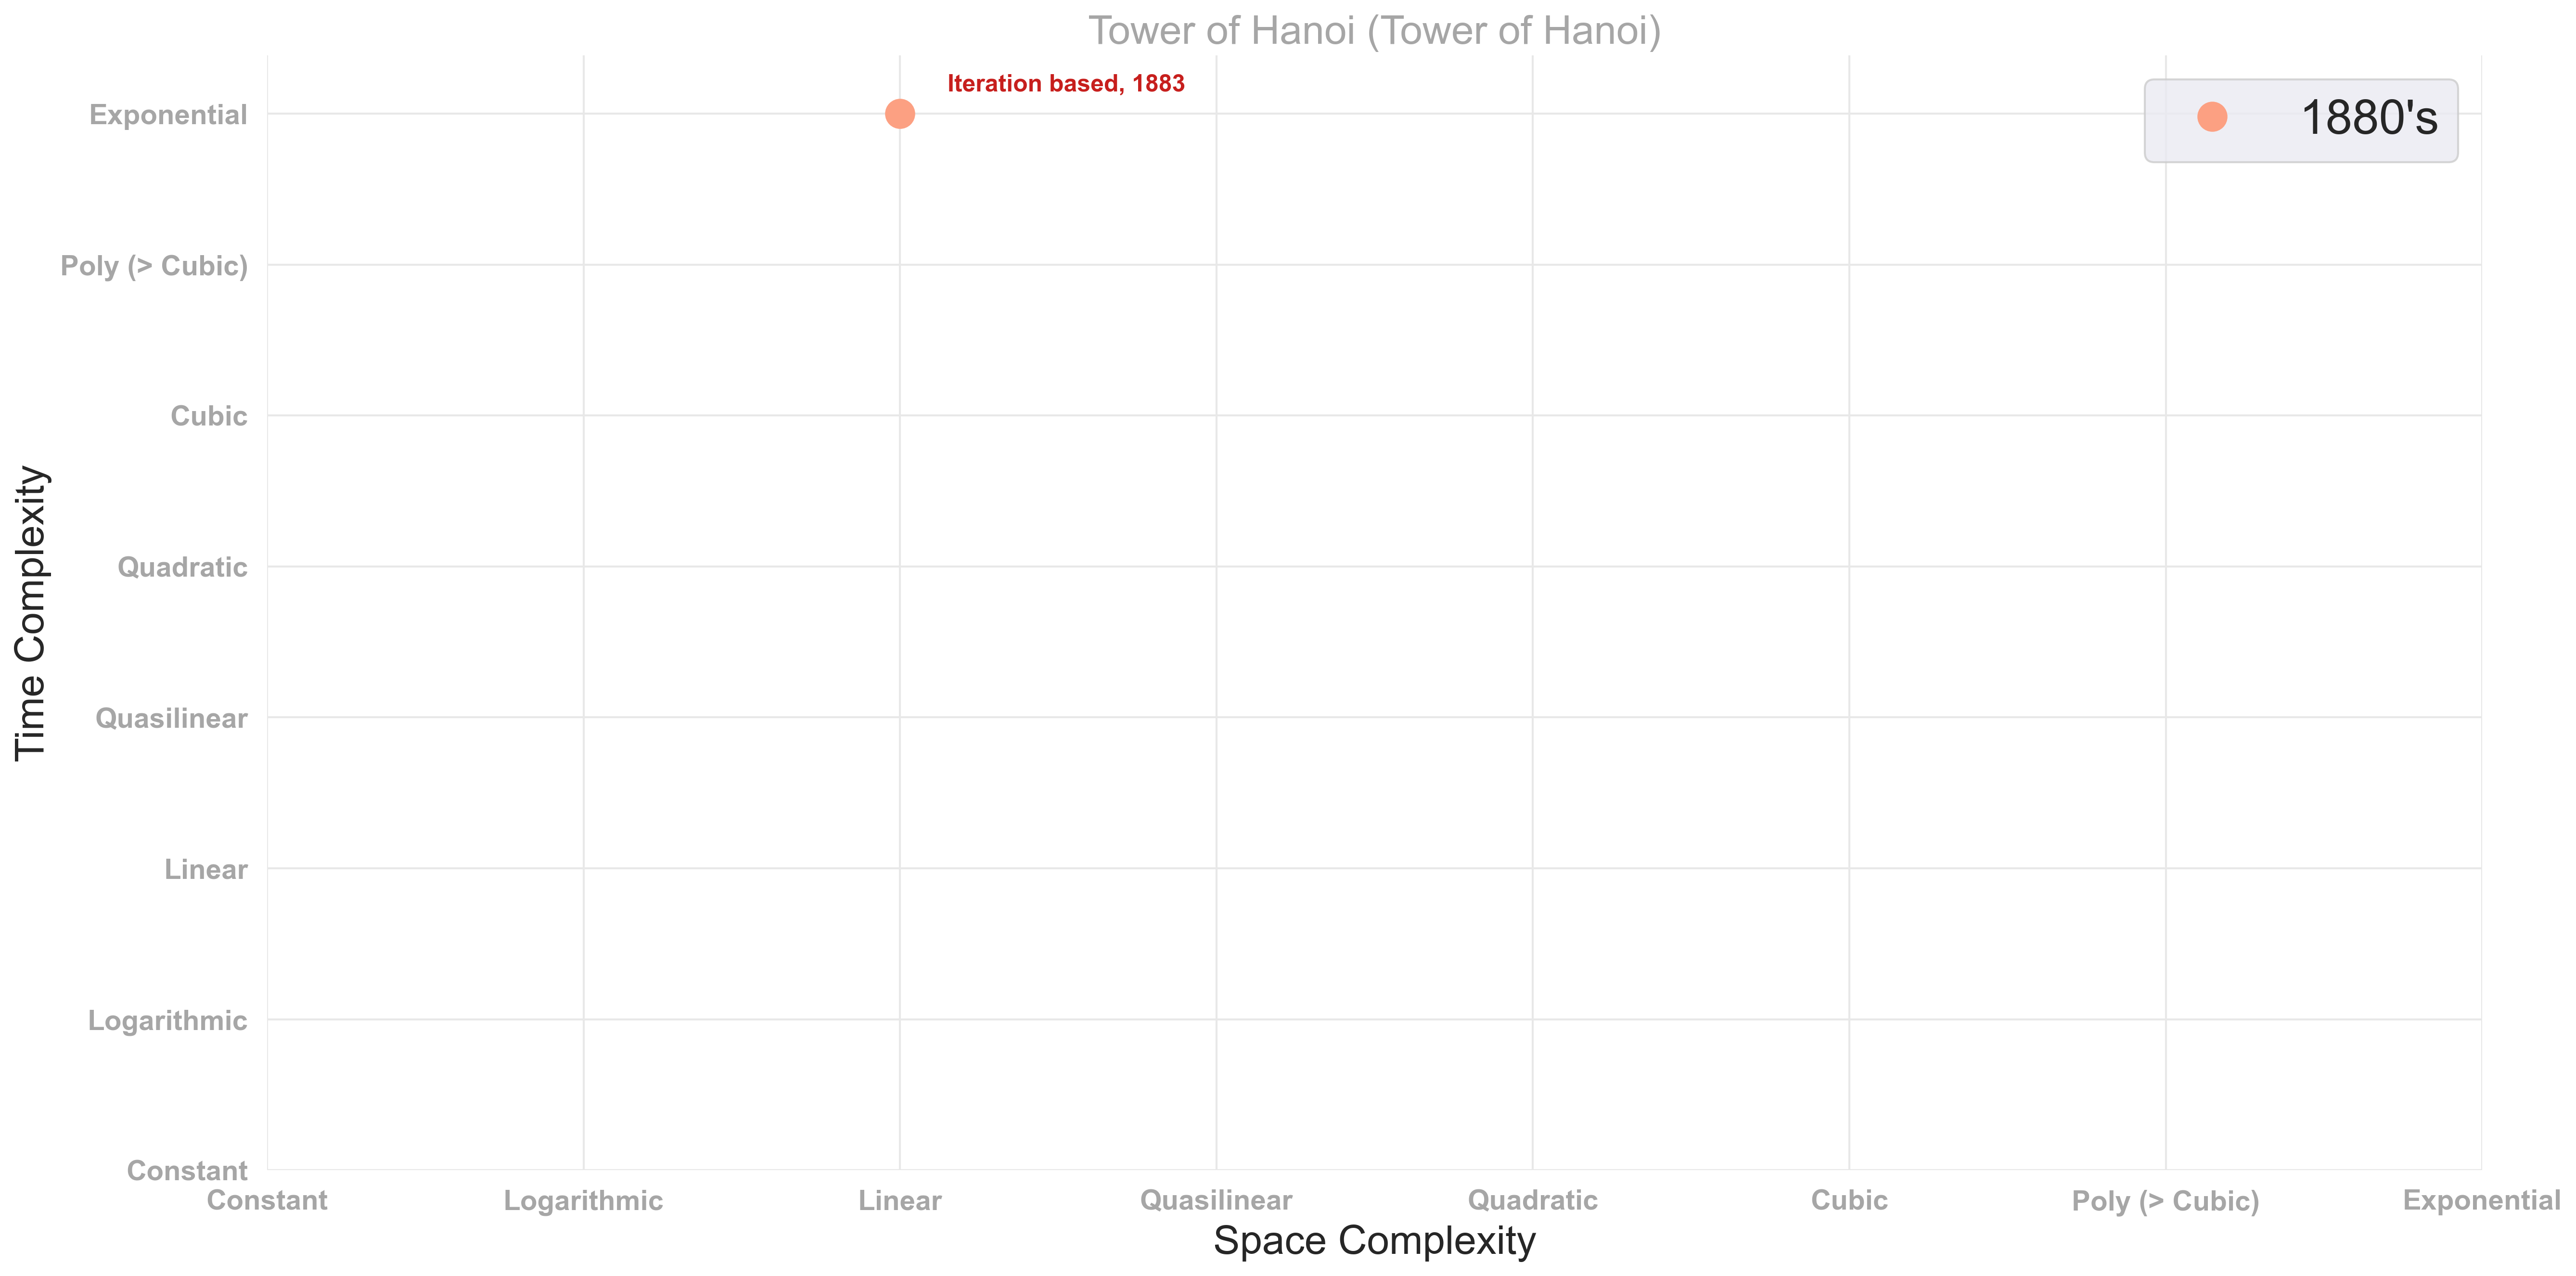 Tower of Hanoi (Tower of Hanoi)
Iteration based, 1883
1880's
Time Complexity
Exponential
Poly (> Cubic)
Cubic
Quadratic
Quasilinear
Linear
Logarithmic
Constant
Constant Logarithmic Linear Quasilinear Quadratic Cubic Poly (> Cubic) Exponential
Space Complexity